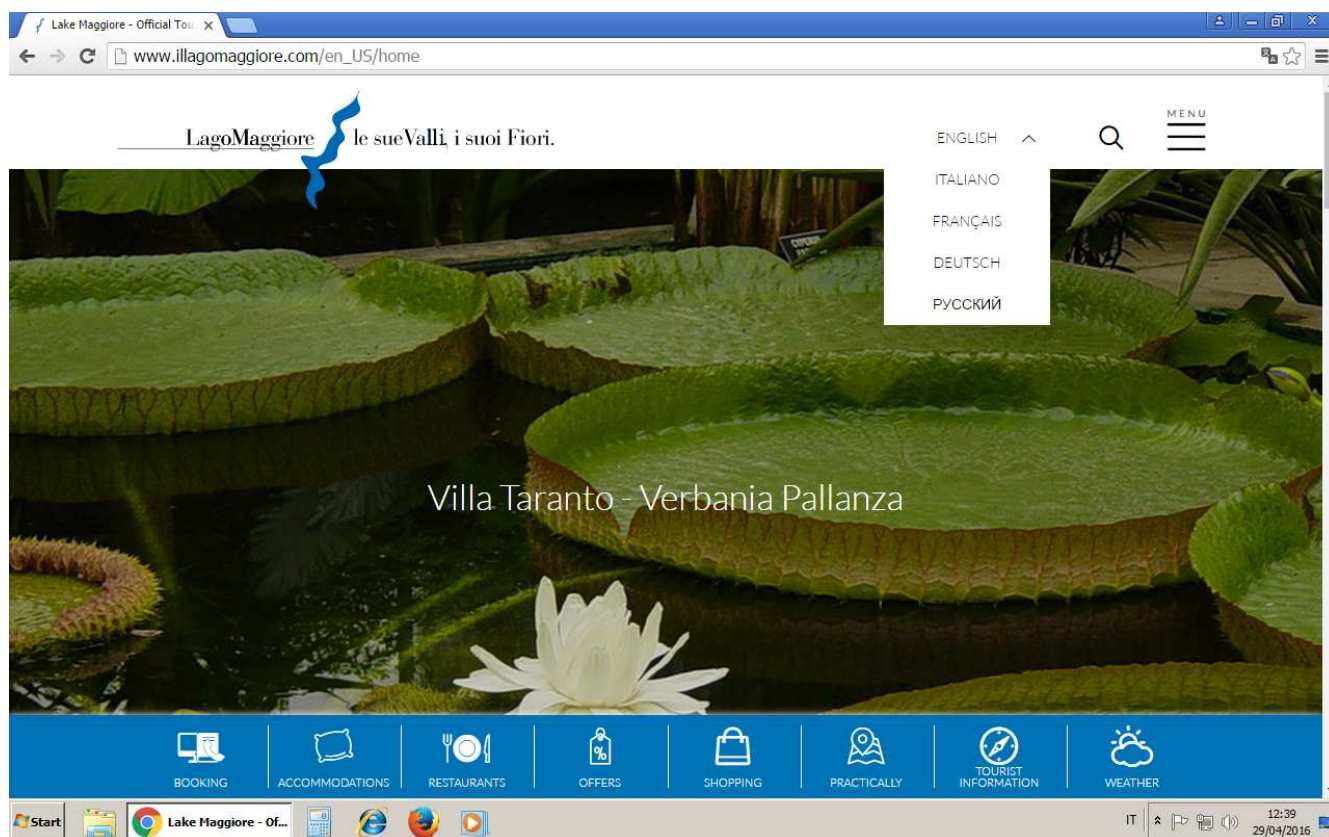 Lake Maggiore - Official Tou
www.illagomaggiore.com/en_US/home
MENU
LagoMaggiore le sueValli, i suoi Fiori.
ENGLISH
ITALIANO
FRANÇAIS
DEUTSCH
РУССКИЙ
Villa Taranto - Verbania Pallanza
BOOKING
ACCOMMODATIONS
RESTAURANTS
%
OFFERS
SHOPPING
PRACTICALLY
TOURIST
INFORMATION
WEATHER
Start
Lake Maggiore - Of...
IT
12:39
29/04/2016